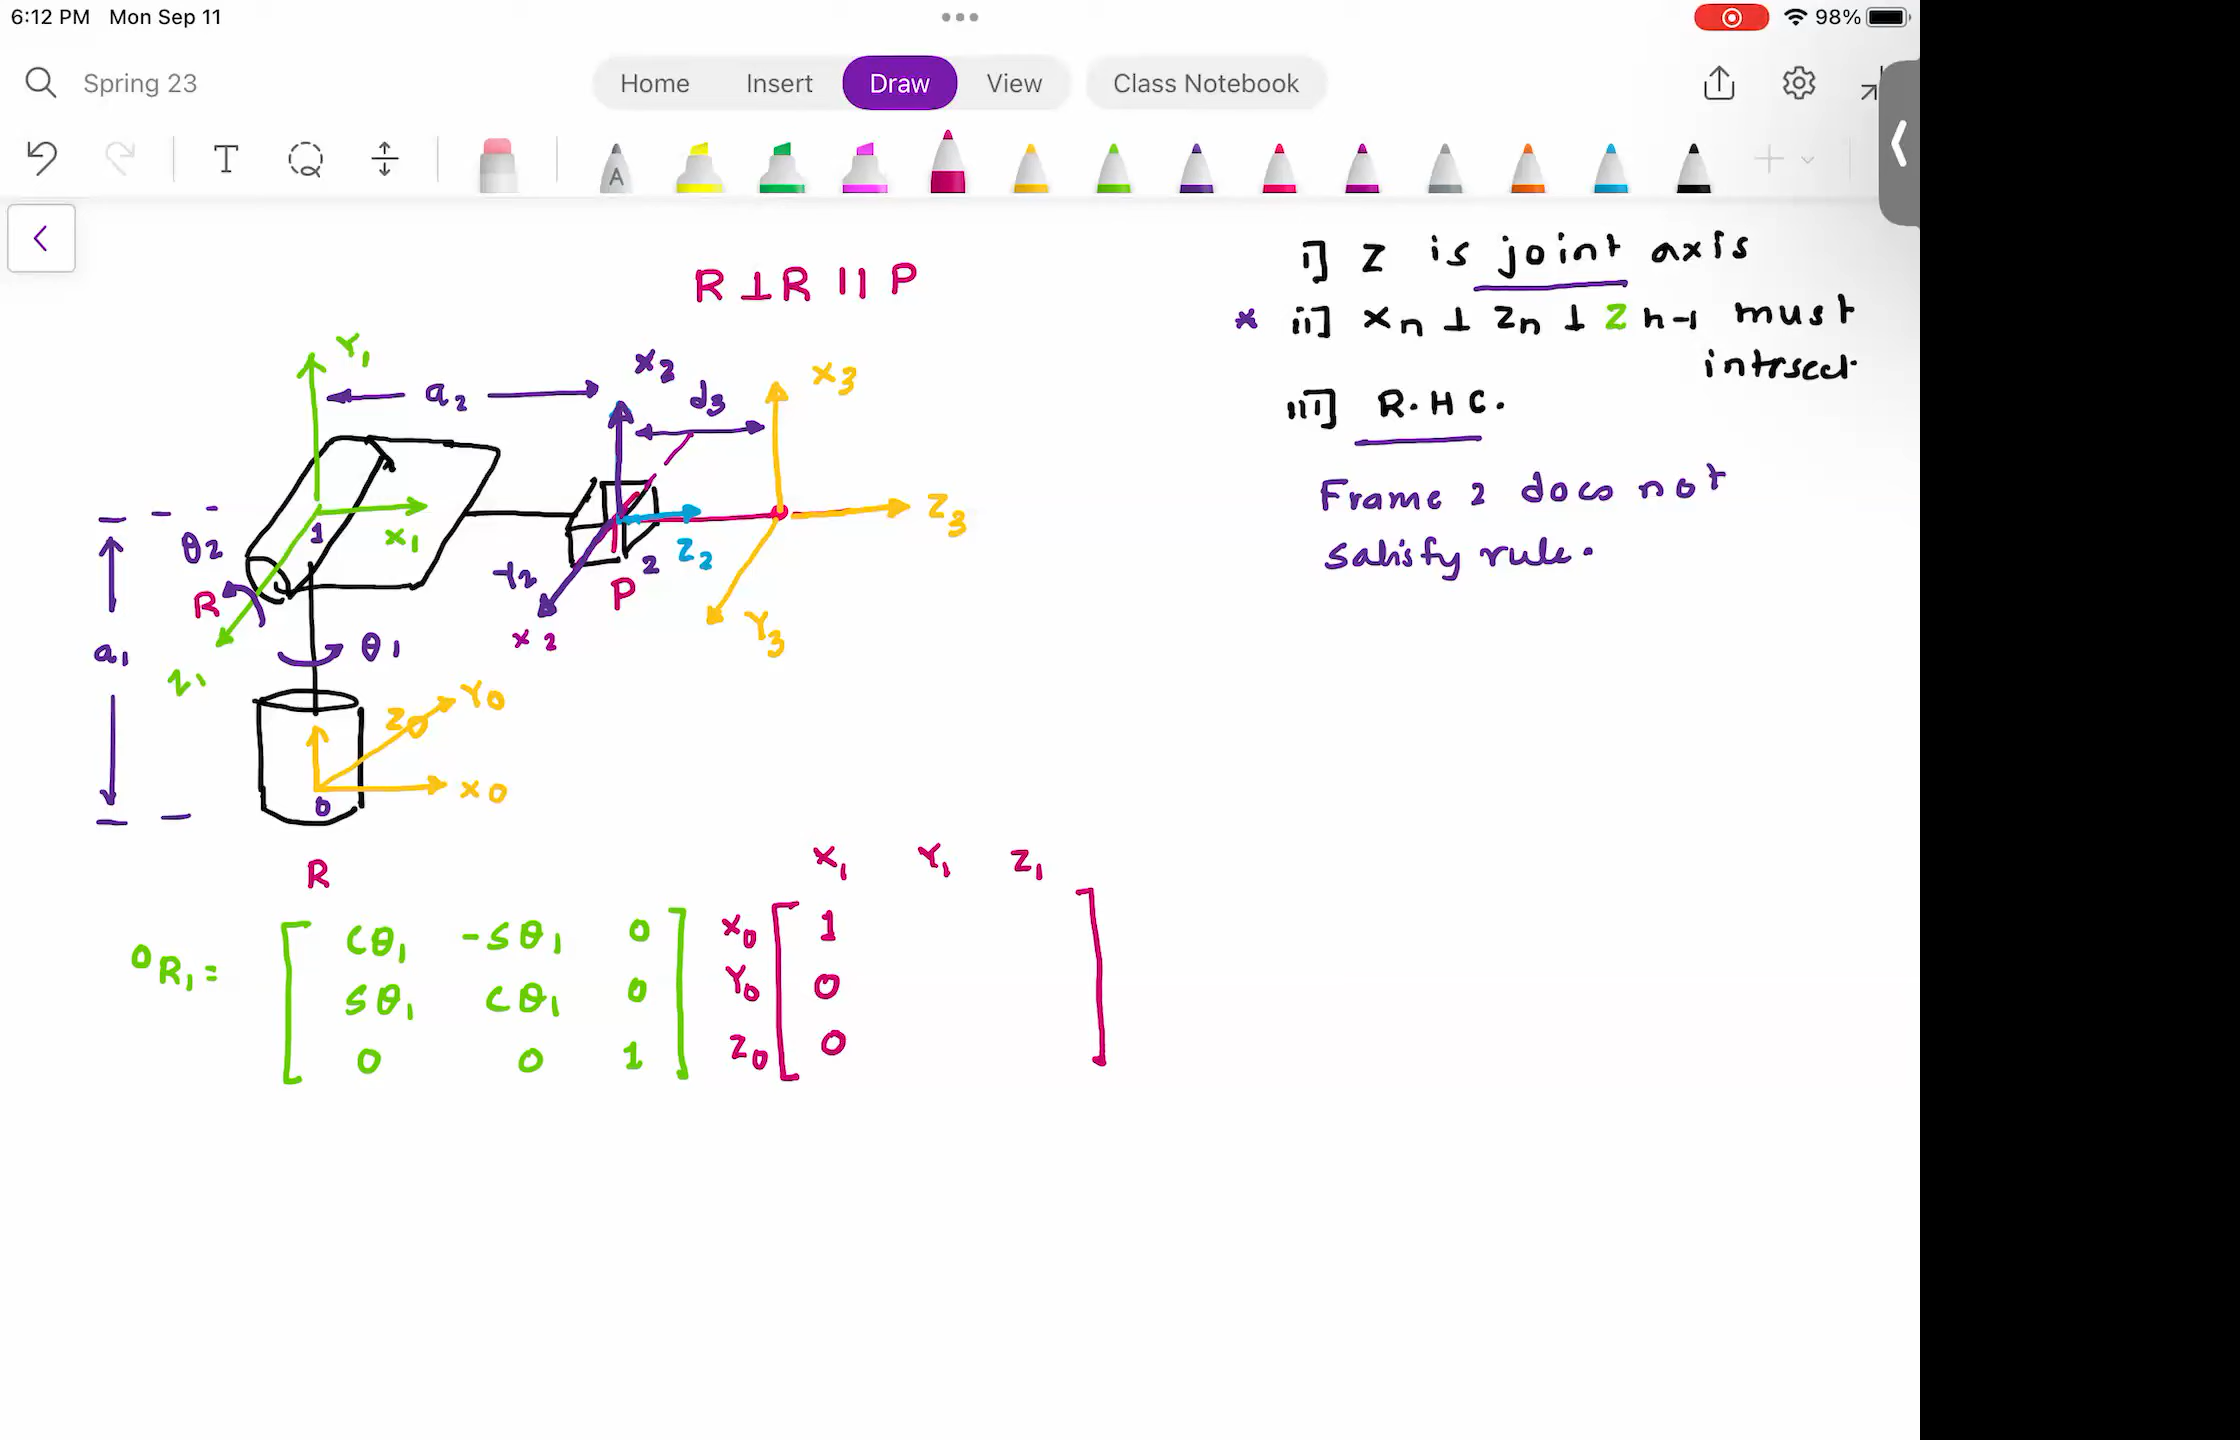 6:12 PM Mon Sep 11
98%
Spring 23
Home Insert Draw View Class Notebook
T
A
R ⊥ R || P
i] Z is joint axis
* ii] xn ⊥ zn ⊥ z n-1 must
intrsect.
iii] R.H C.
Frame 2 does not
satisfy rule.
Y1
a2
X2
d3
X3
θ2
1
X1
Y2
2
Z2
Z3
R
P
X2
Y3
a1
θ1
Z1
Z0
Y0
X0
0
R
X1 Y1 Z1
0R1 =
Cθ1 -Sθ1 0 X0 1
Sθ1 Cθ1 0 Y0 0
0 0 1 Z0 0